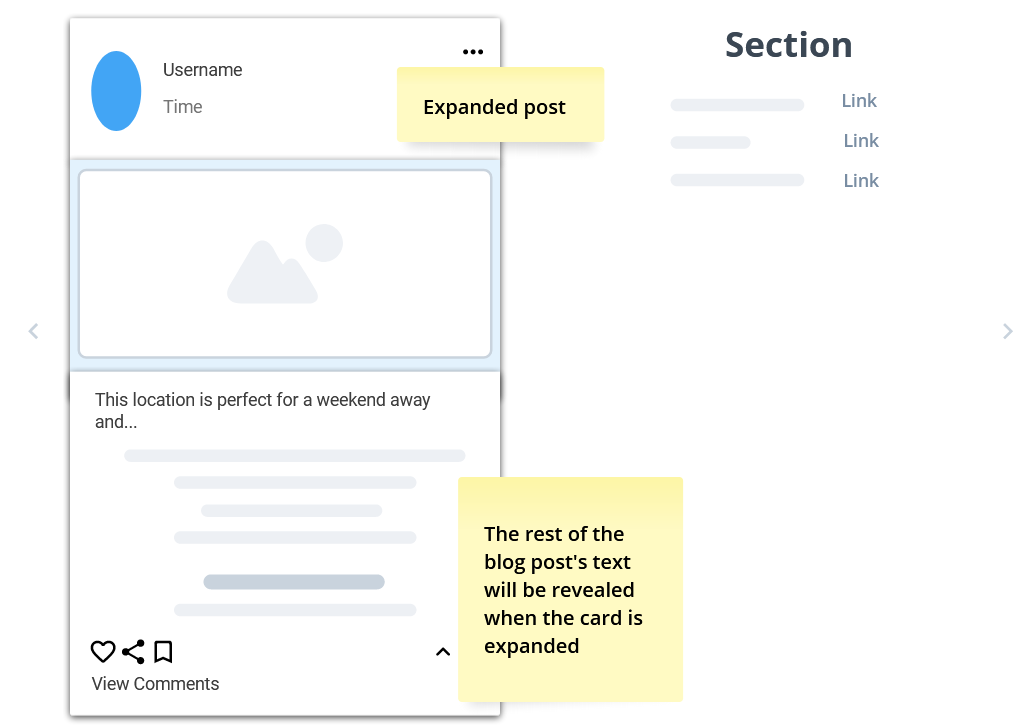 Username
Time
Expanded post
This location is perfect for a weekend away
and...
The rest of the
blog post's text
will be revealed
when the card is
expanded
View Comments
Section
Link
Link
Link